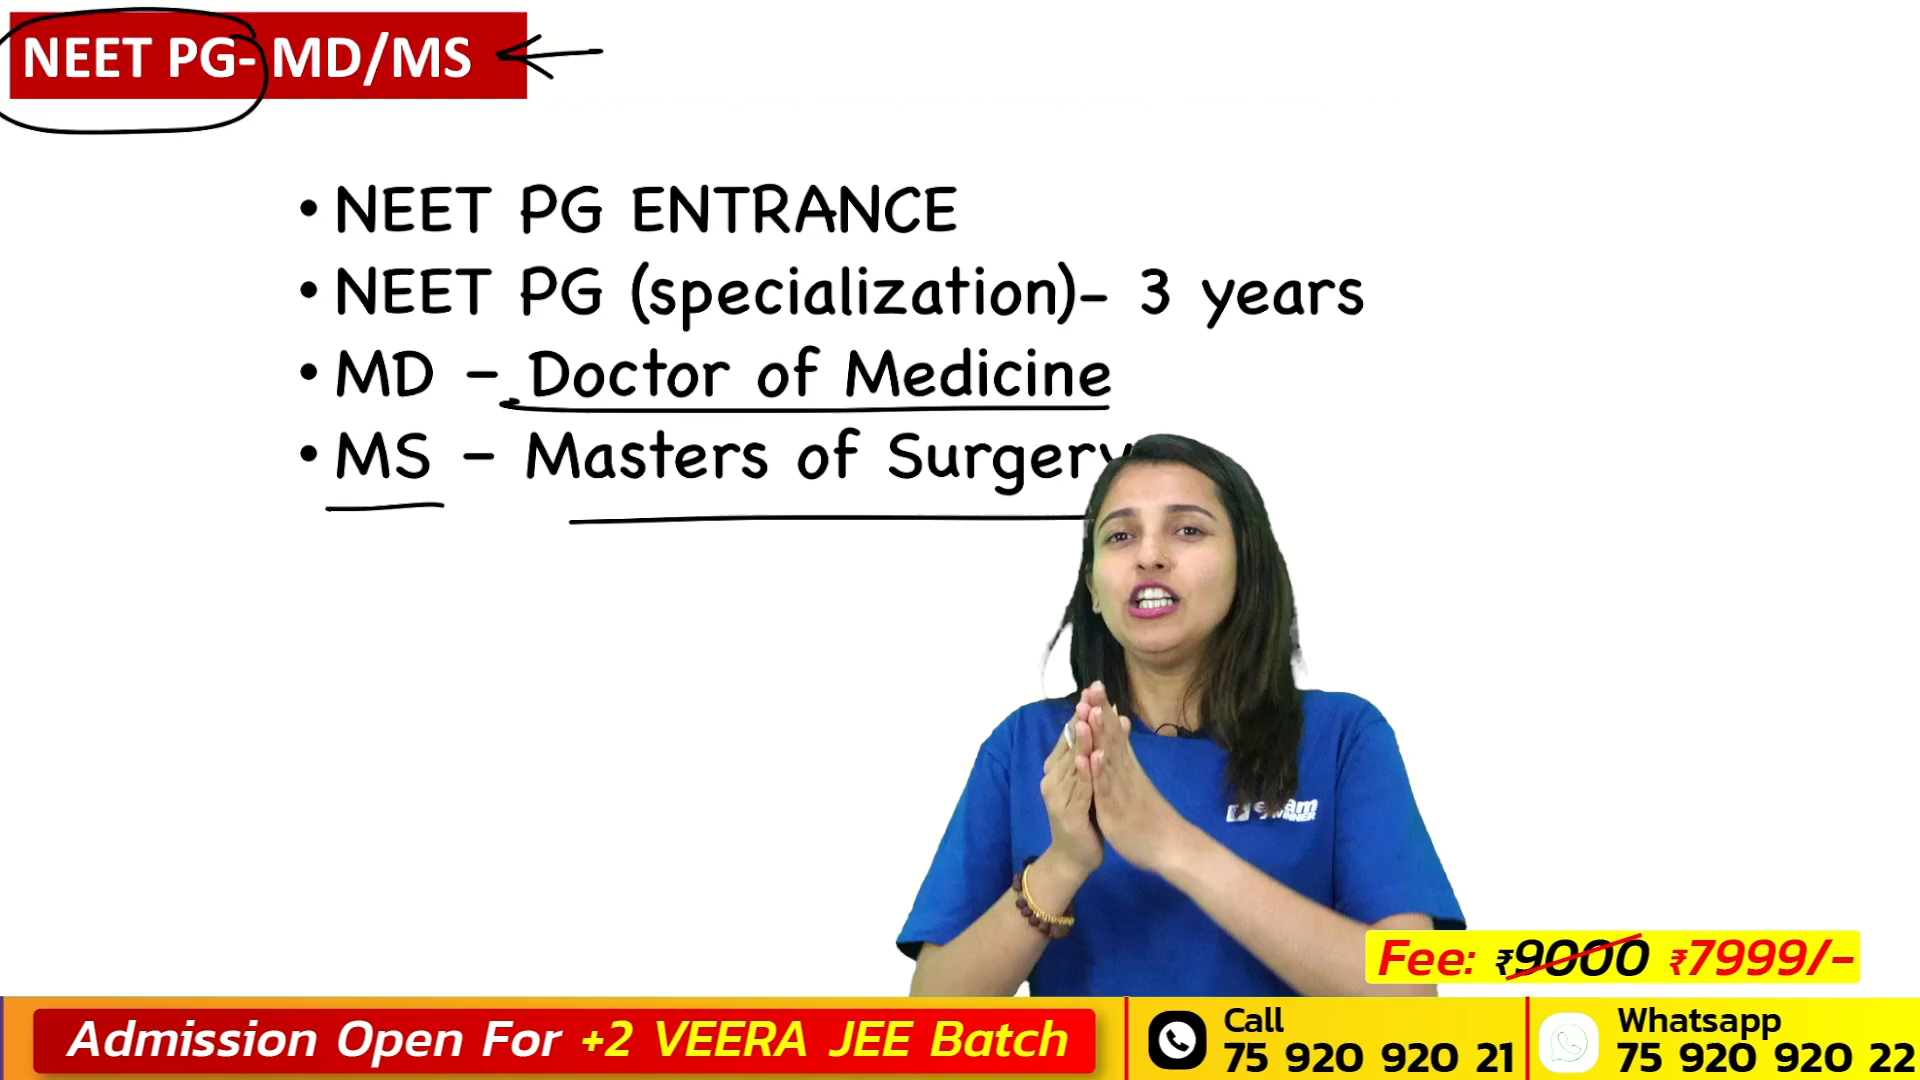 NEET PG- MD/MS
• NEET PG ENTRANCE
• NEET PG (specialization)- 3 years
• MD - Doctor of Medicine
• MS - Masters of Surgery
exam
WINNER
Fee: ₹9000 ₹7999/-
Admission Open For +2 VEERA JEE Batch
Call
75 920 920 21
Whatsapp
75 920 920 22